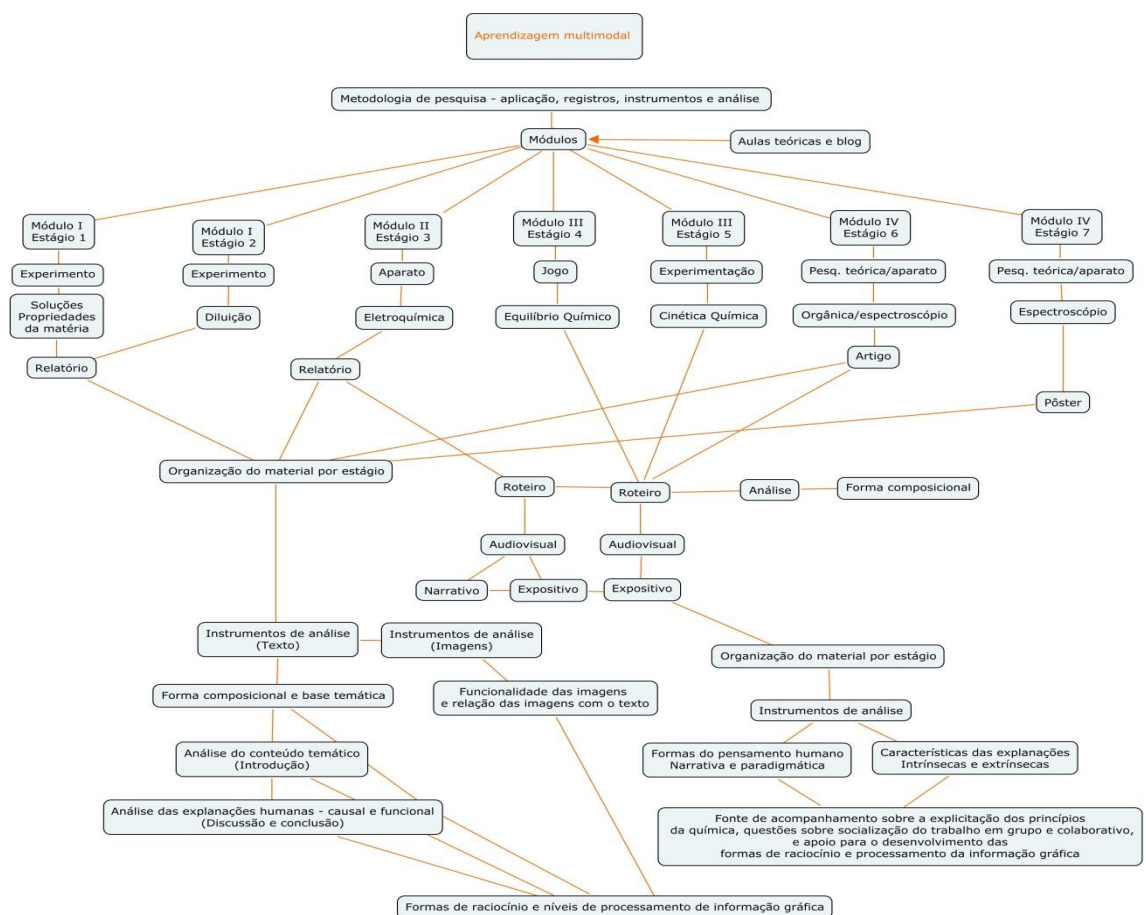 Aprendizagem multimodal
Metodologia de pesquisa - aplicação, registros, instrumentos e análise
Módulos
Aulas teóricas e blog
Módulo I
Estágio 1
Módulo I
Estágio 2
Módulo II
Estágio 3
Módulo III
Estágio 4
Módulo III
Estágio 5
Módulo IV
Estágio 6
Módulo IV
Estágio 7
Experimento
Experimento
Aparato
Jogo
Experimentação
Pesq. teórica/aparato
Pesq. teórica/aparato
Soluções
Propriedades
da matéria
Diluição
Eletroquímica
Equilíbrio Químico
Cinética Química
Orgânica/espectroscópio
Espectroscópio
Relatório
Relatório
Artigo
Pôster
Organização do material por estágio
Roteiro
Roteiro
Análise
Forma composicional
Audiovisual
Audiovisual
Narrativo
Expositivo
Expositivo
Instrumentos de análise
(Texto)
Instrumentos de análise
(Imagens)
Organização do material por estágio
Forma composicional e base temática
Funcionalidade das imagens
e relação das imagens com o texto
Instrumentos de análise
Análise do conteúdo temático
(Introdução)
Formas do pensamento humano
Narrativa e paradigmática
Características das explanações
Intrínsecas e extrínsecas
Análise das explanações humanas - causal e funcional
(Discussão e conclusão)
Fonte de acompanhamento sobre a explicitação dos princípios
da química, questões sobre socialização do trabalho em grupo e colaborativo,
e apoio para o desenvolvimento das
formas de raciocínio e processamento da informação gráfica
Formas de raciocínio e níveis de processamento de informação gráfica